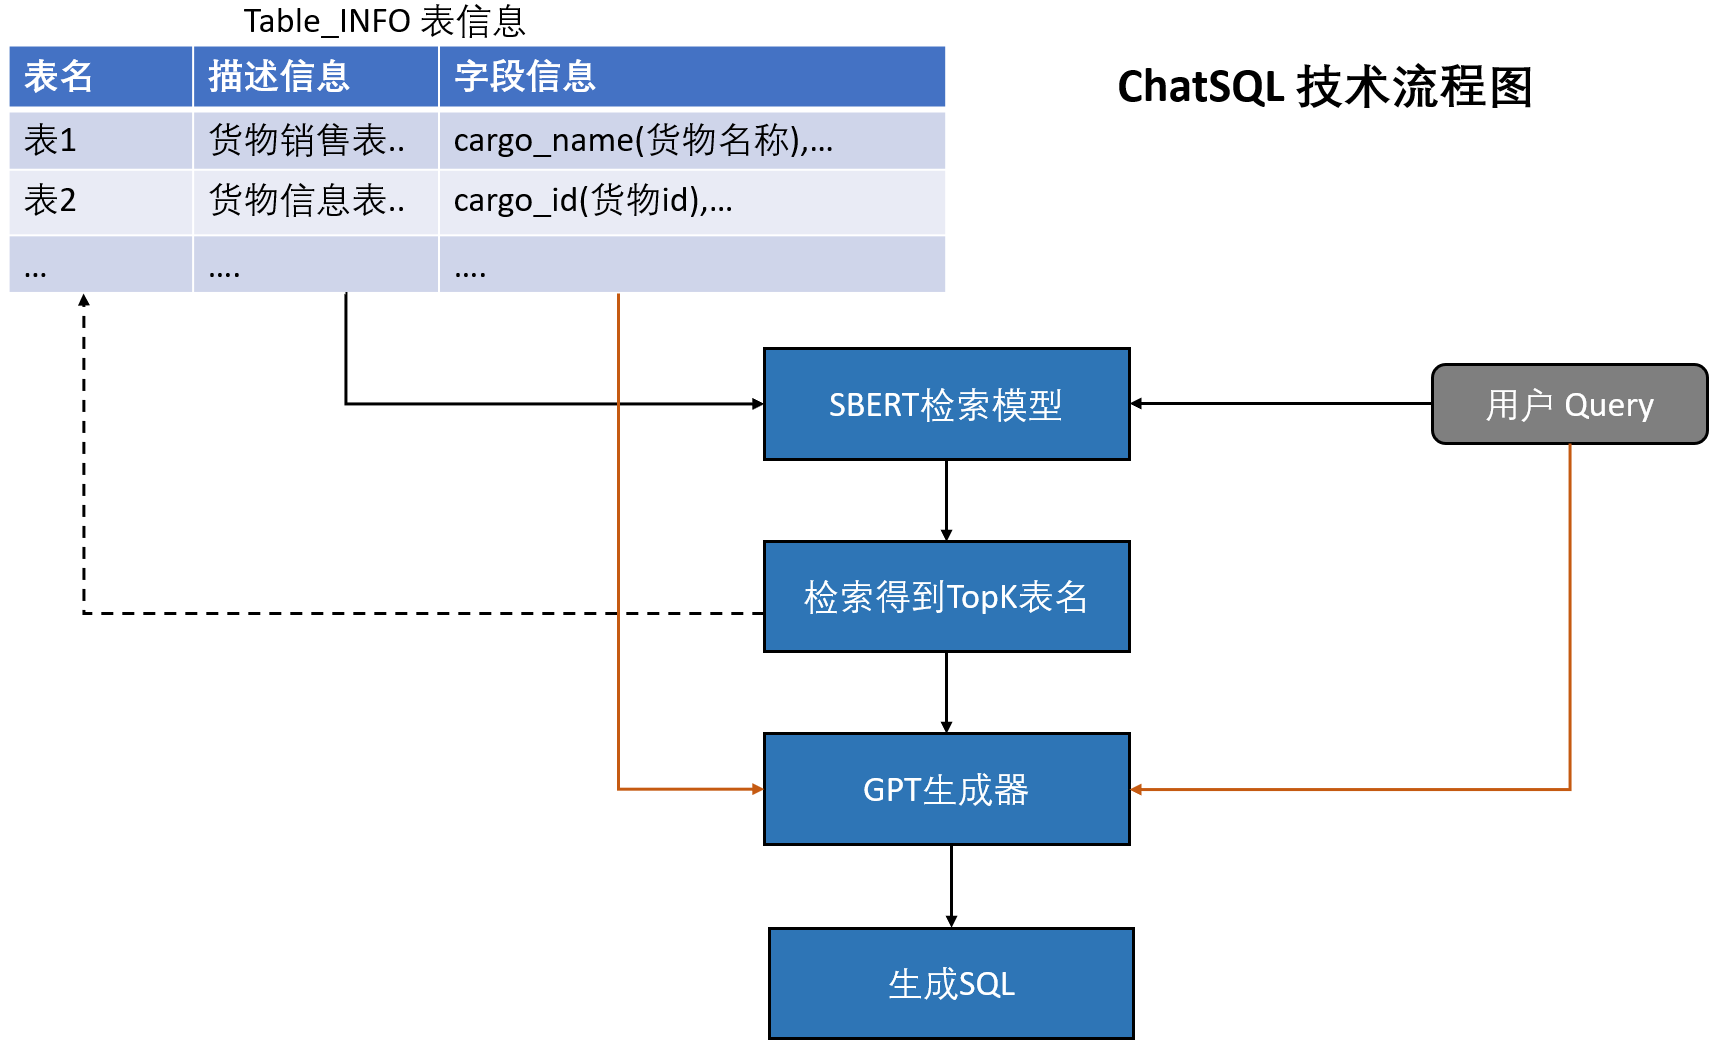 Table_INFO 表信息
ChatSQL 技术流程图
表名 描述信息 字段信息
表1 货物销售表.. cargo_name(货物名称),...
表2 货物信息表.. cargo_id(货物id),...
... .... ....
SBERT检索模型
用户 Query
检索得到TopK表名
GPT生成器
生成SQL